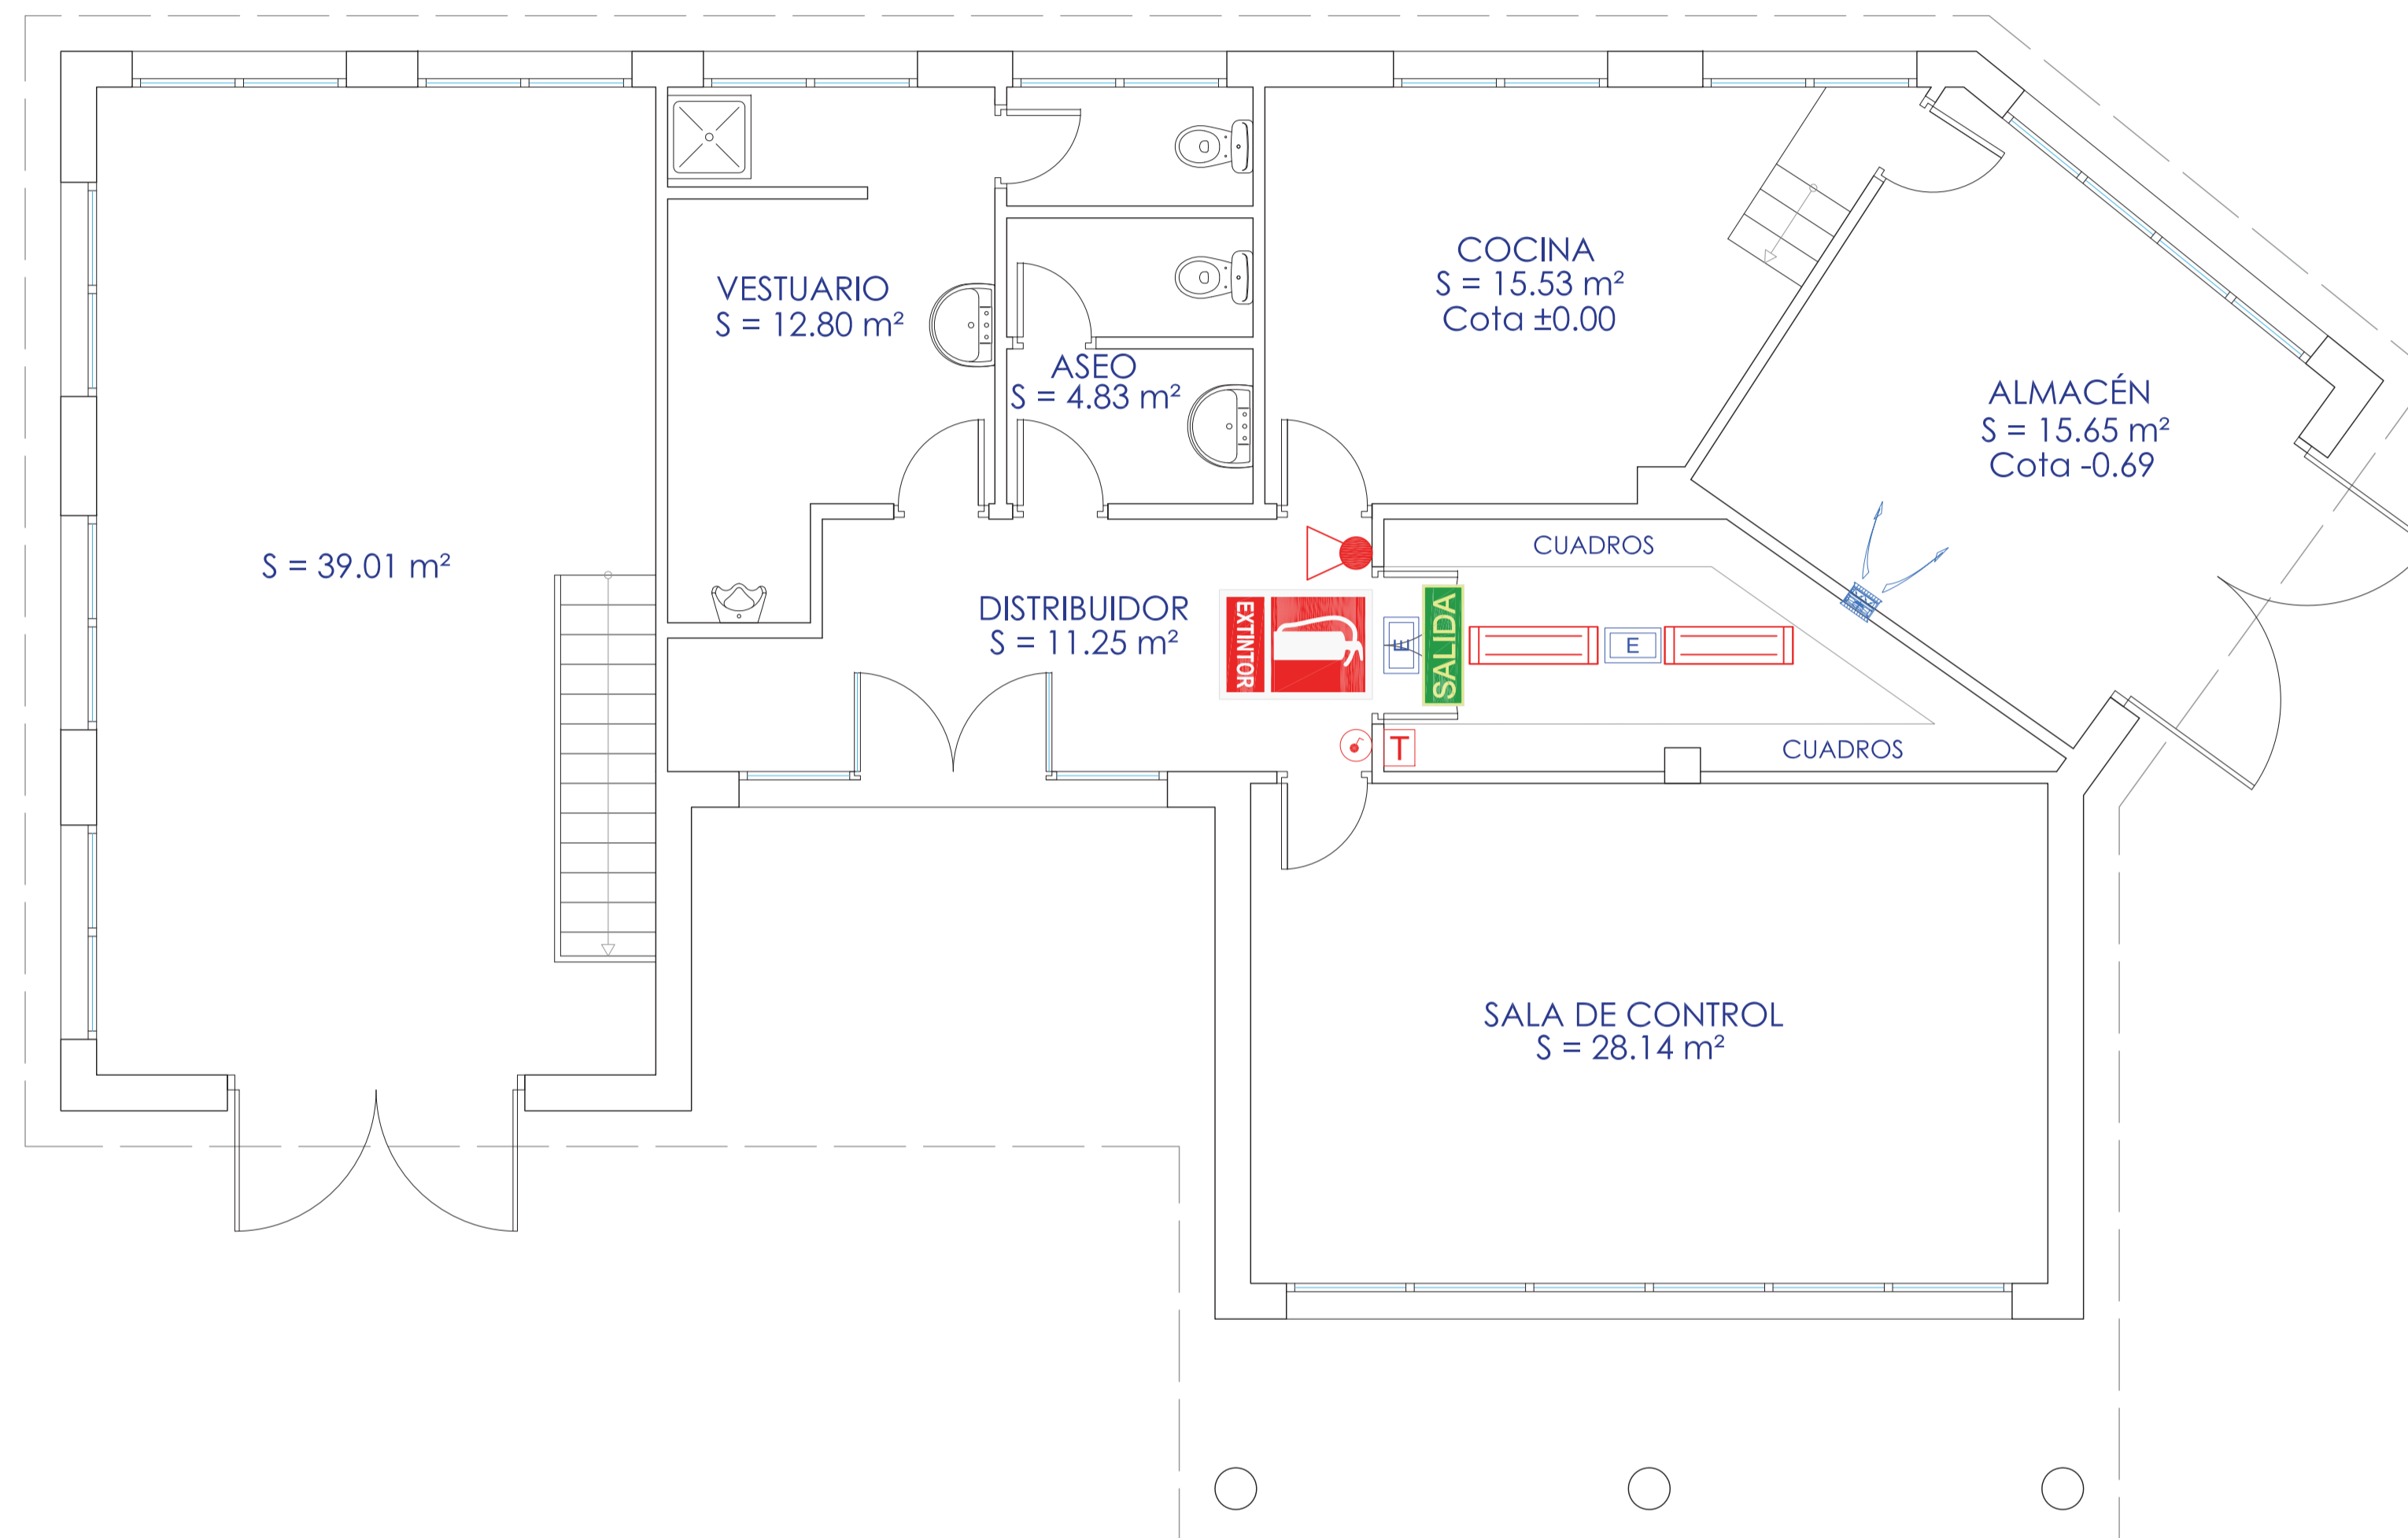 COCINA
S = 15.53 m²
Cota ±0.00
VESTUARIO
S = 12.80 m²
ASEO
S = 4.83 m²
ALMACÉN
S = 15.65 m²
Cota -0.69
S = 39.01 m²
CUADROS
DISTRIBUIDOR
S = 11.25 m²
EXTINTOR
E
SALIDA
E
T
CUADROS
SALA DE CONTROL
S = 28.14 m²